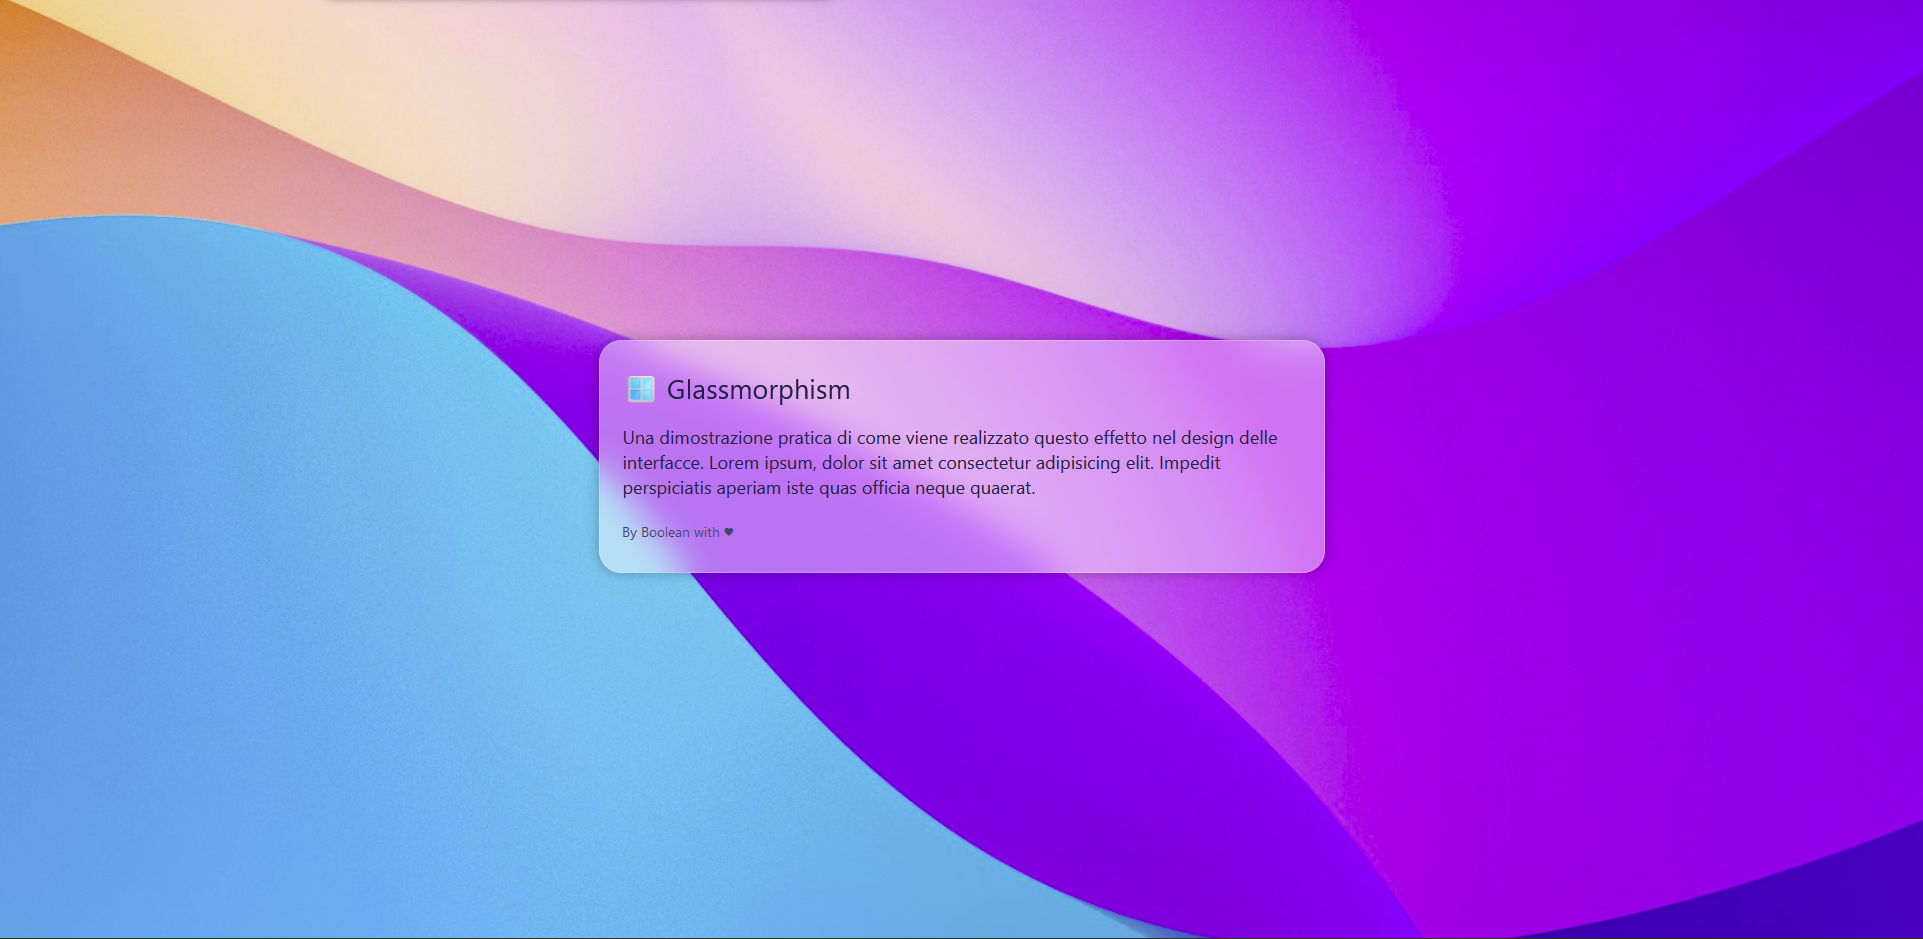 Glassmorphism
Una dimostrazione pratica di come viene realizzato questo effetto nel design delle
interfacce. Lorem ipsum, dolor sit amet consectetur adipisicing elit. Impedit
perspiciatis aperiam iste quas officia neque quaerat.
By Boolean with ♥